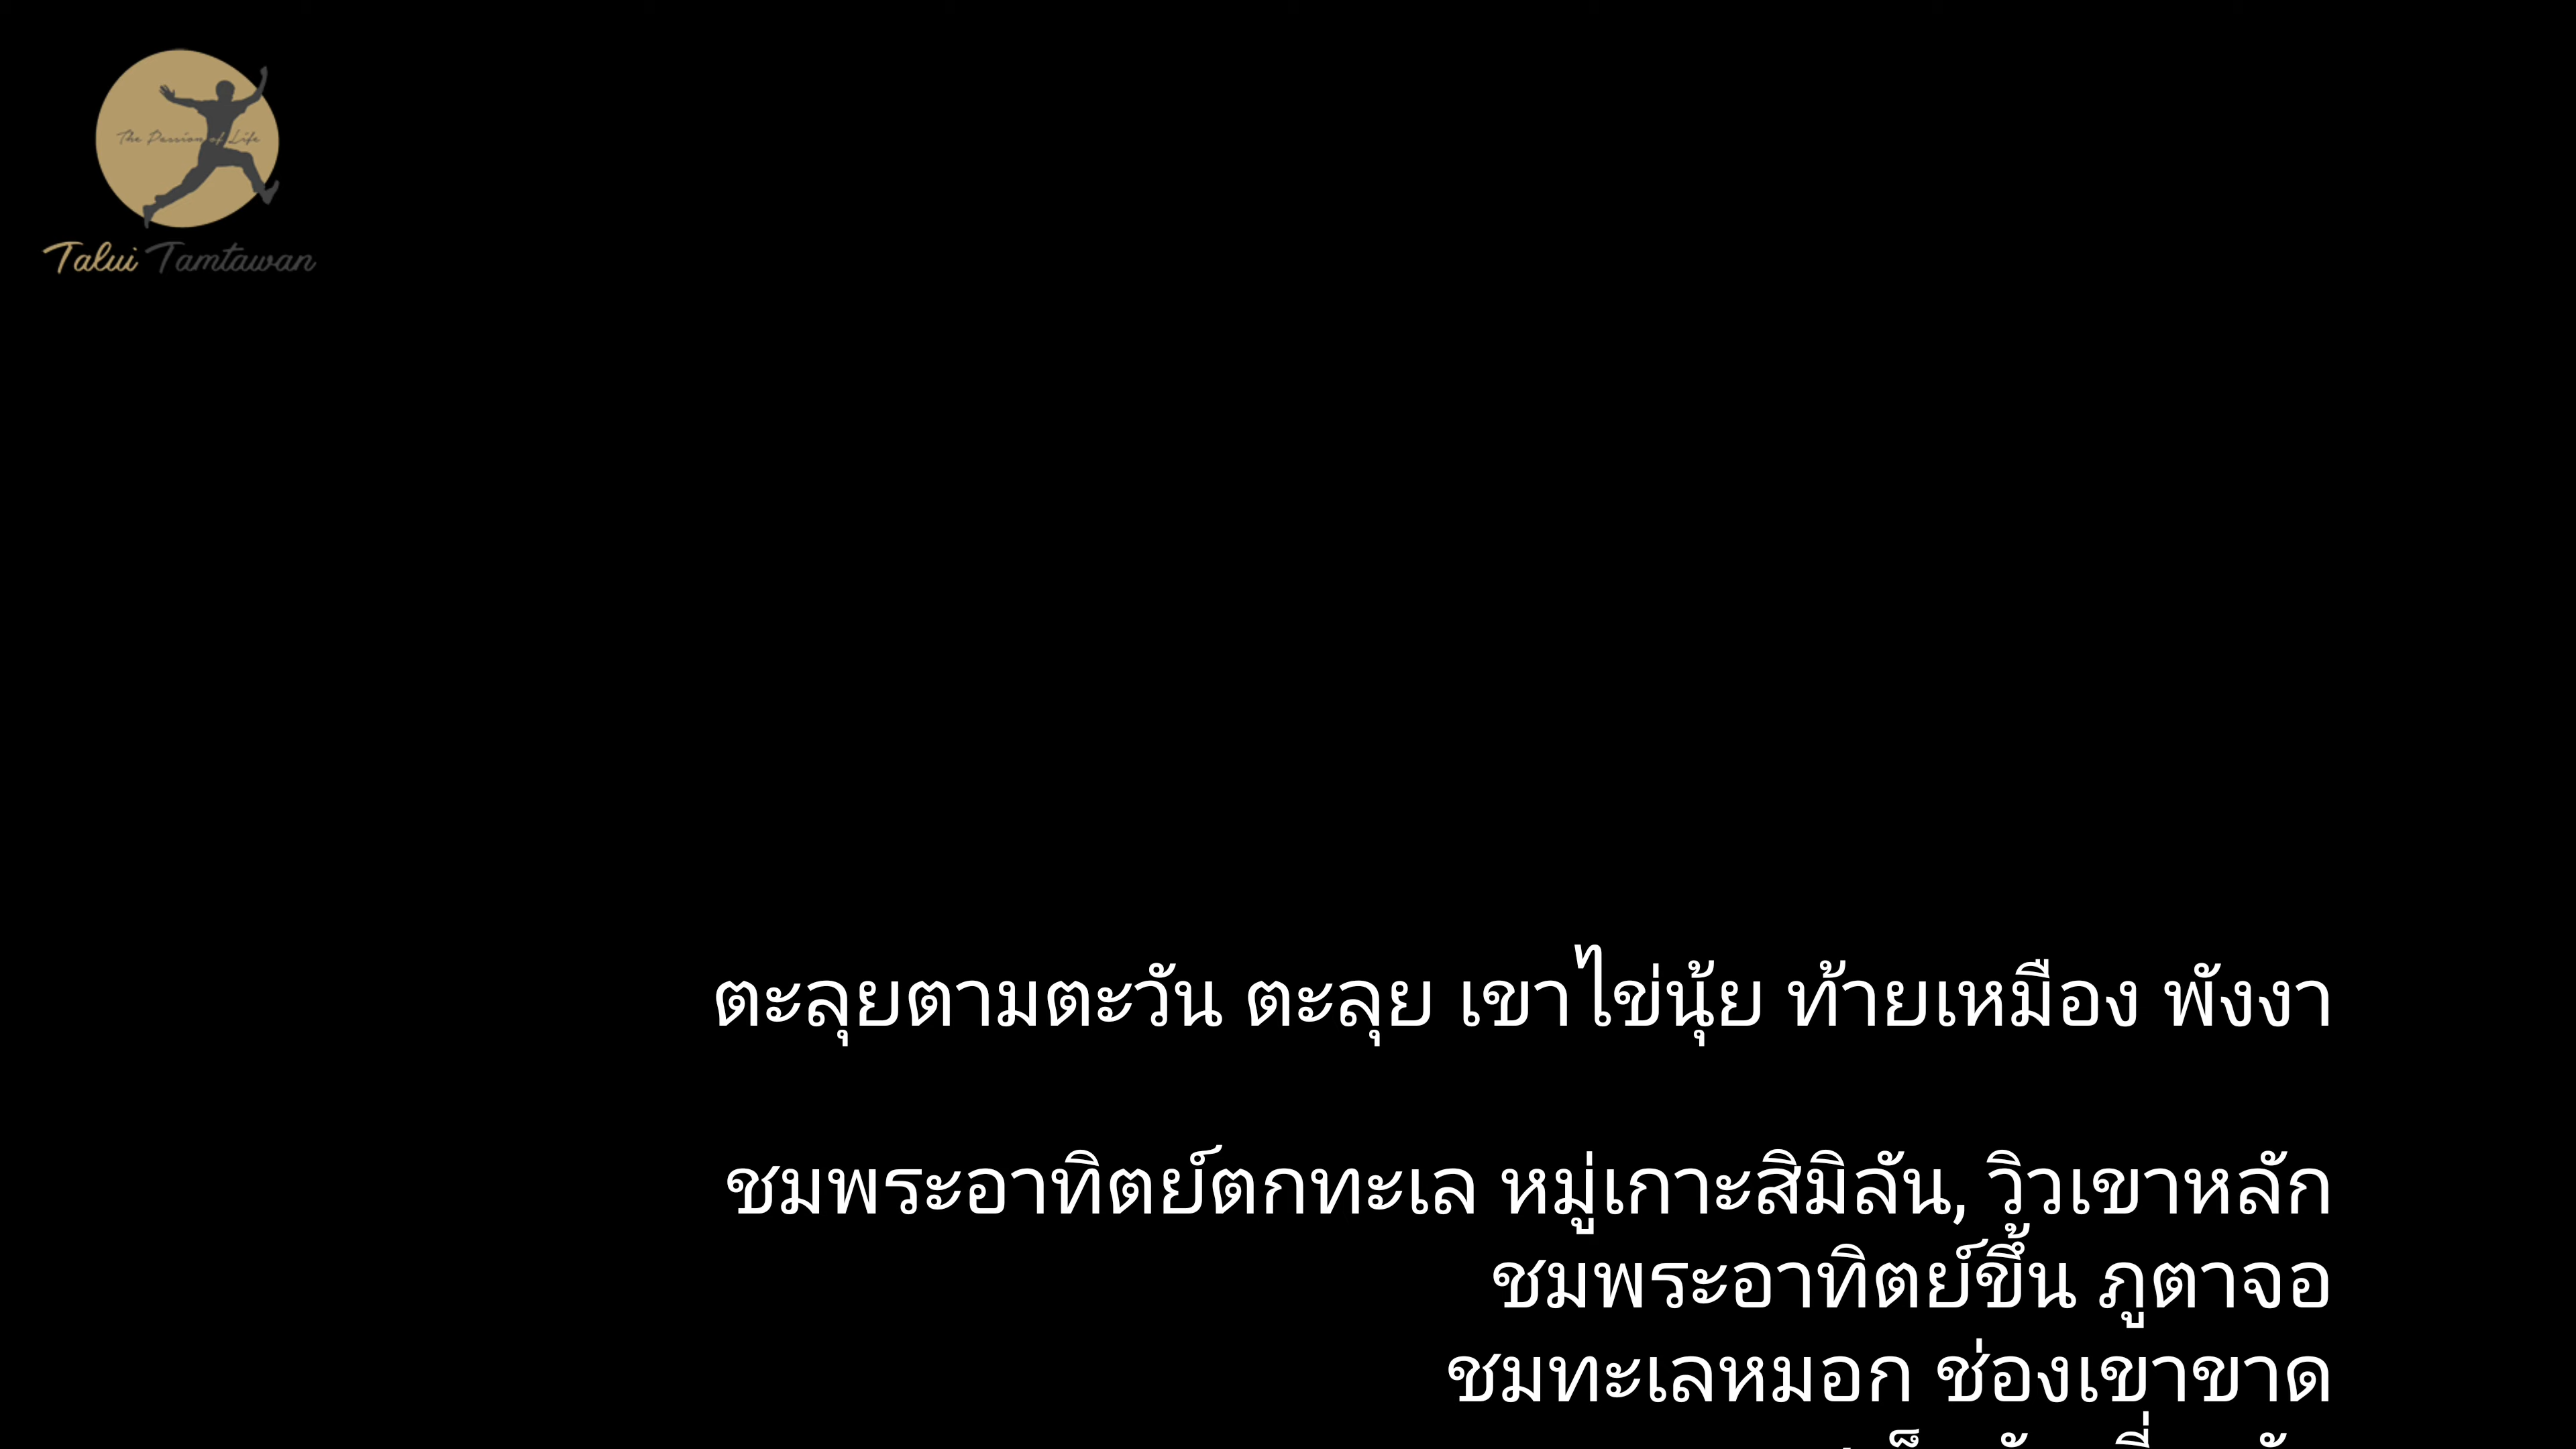 The Passion of Life
Talui Tamtawan
ตะลุยตามตะวัน ตะลุย เขาไข่นุ้ย ท้ายเหมือง พังงา
ชมพระอาทิตย์ตกทะเล หมู่เกาะสิมิลัน, วิวเขาหลัก
ชมพระอาทิตย์ขึ้น ภูตาจอ
ชมทะเลหมอก ช่องเขาขาด